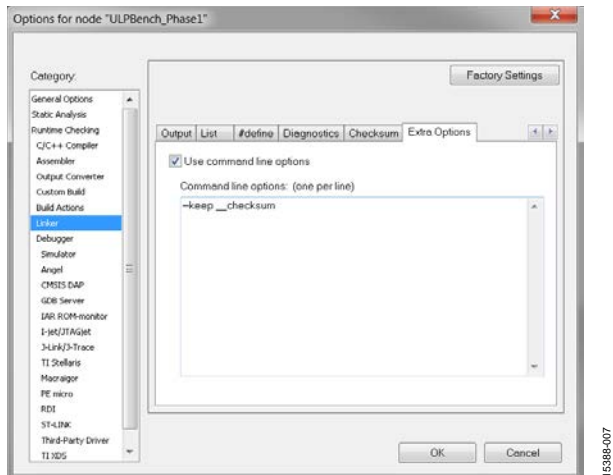 Options for node "ULPBench_Phase1"
Category:
Factory Settings
General Options
Static Analysis
Runtime Checking
C/C++ Compiler
Assembler
Output Converter
Custom Build
Build Actions
Linker
Debugger
Simulator
Angel
CMSIS DAP
GDB Server
IAR ROM-monitor
I-jet/JTAGjet
J-Link/J-Trace
TI Stellaris
Macraigor
PE micro
RDI
ST-LINK
Third-Party Driver
TI XDS
Output List #define Diagnostics Checksum Extra Options
Use command line options
Command line options: (one per line)
--keep __checksum
OK Cancel
5388-007